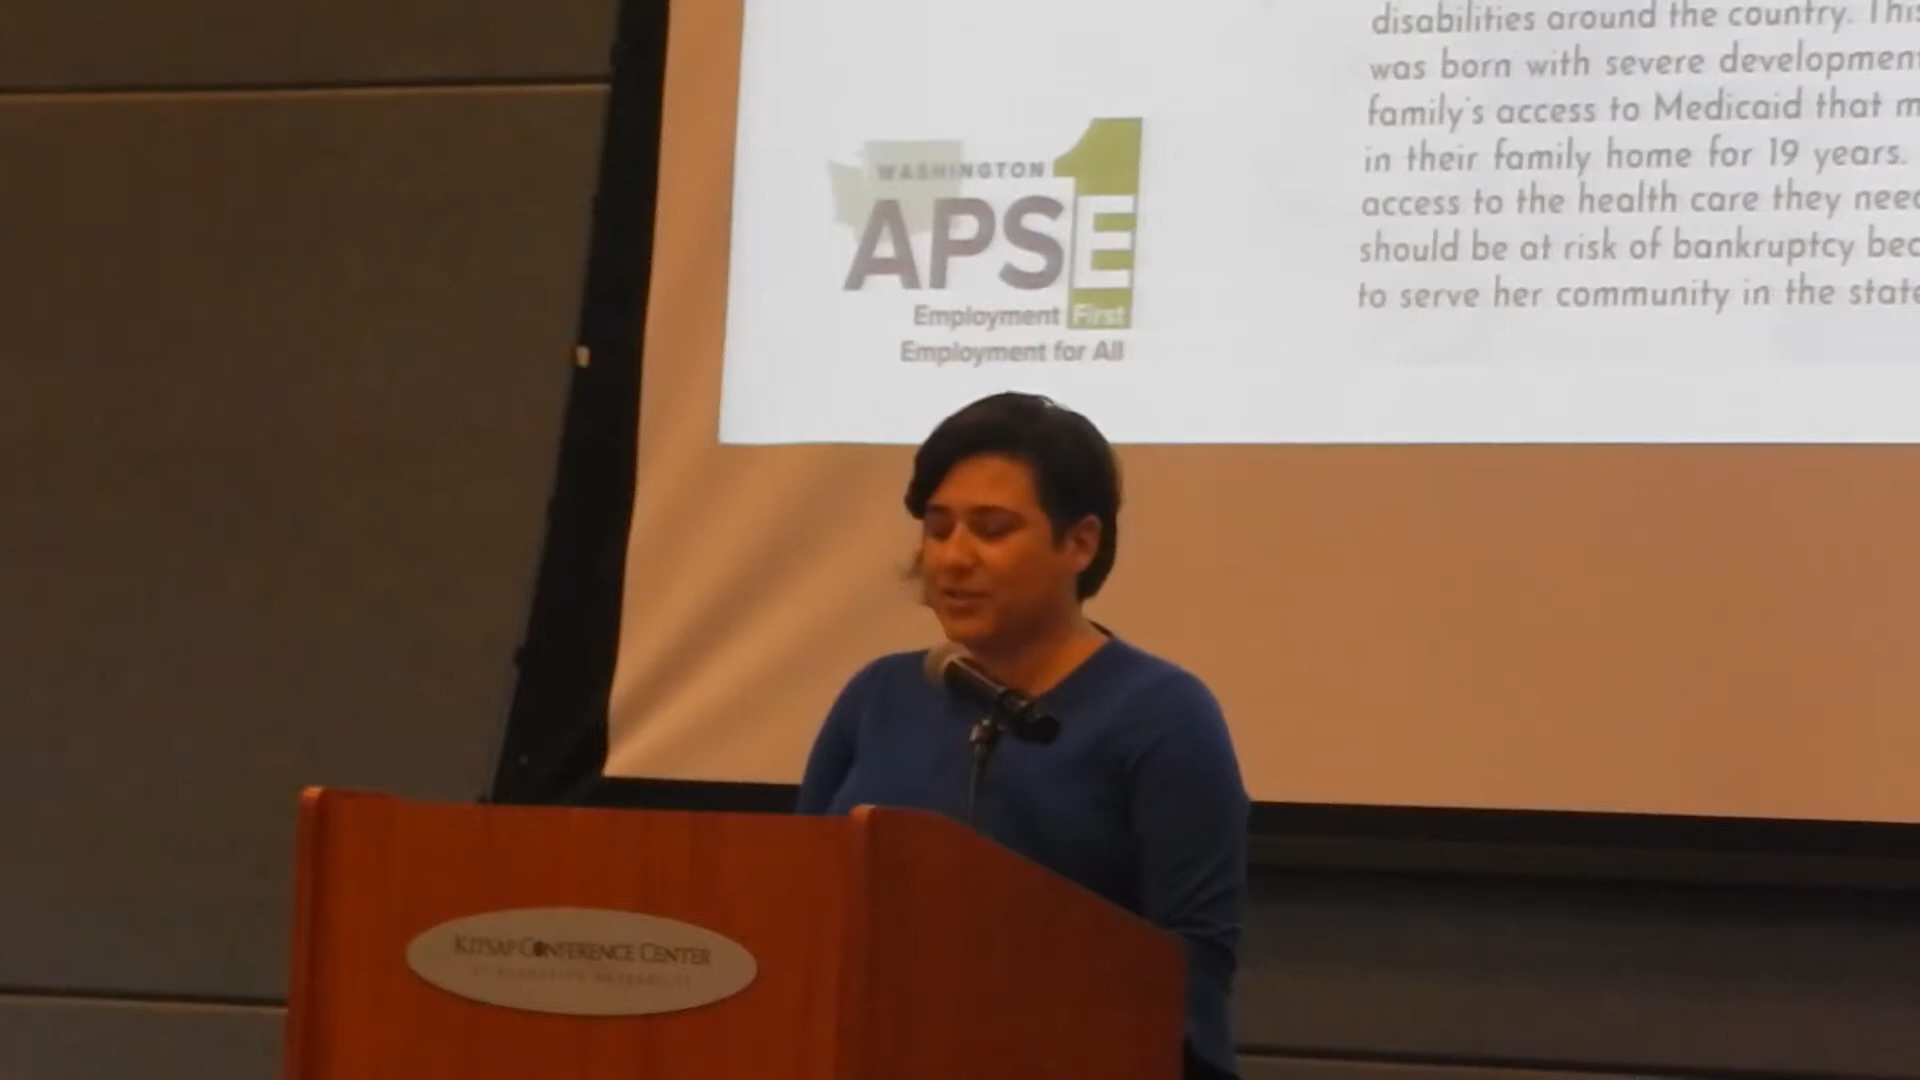 disabilities around the country. This
was born with severe development
family's access to Medicaid that m
in their family home for 19 years.
access to the health care they need
should be at risk of bankruptcy bec
to serve her community in the state
WASHINGTON
APSE
1
Employment First
Employment for All
KITSAP CONFERENCE CENTER